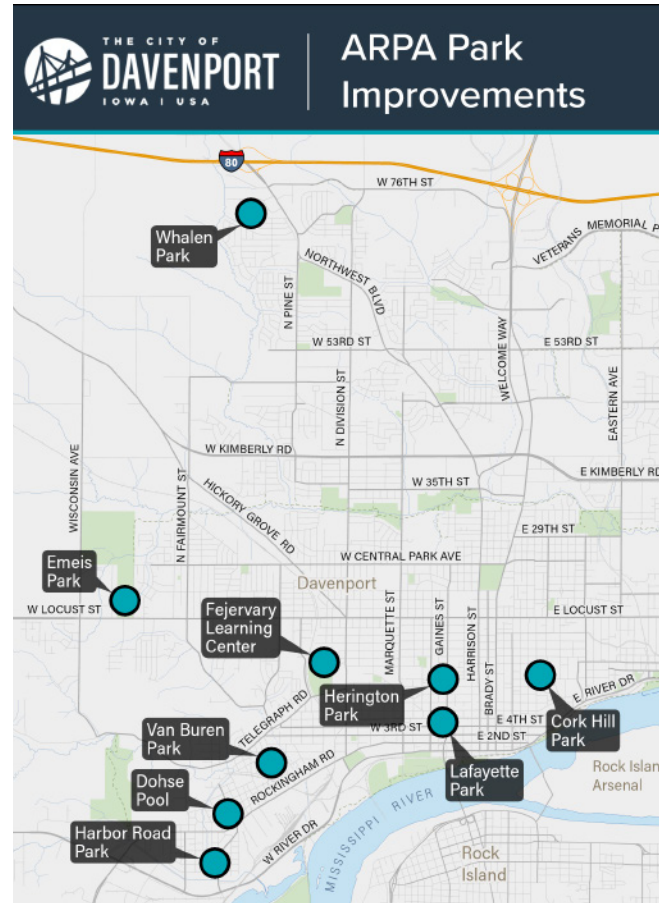 THE CITY OF
DAVENPORT
IOWA | USA
ARPA Park
Improvements
80
W 76TH ST
Whalen
Park
VETERANS MEMORIAL P
NORTHWEST BLVD
N PINE ST
W 53RD ST
E 53RD ST
WELCOME WAY
N DIVISION ST
EASTERN AVE
W KIMBERLY RD
E KIMBERLY RD
WISCONSIN AVE
N FAIRMOUNT ST
HICKORY GROVE RD
W 35TH ST
E 29TH ST
W CENTRAL PARK AVE
Emeis
Park
Davenport
W LOCUST ST
E LOCUST ST
Fejervary
Learning
Center
MARQUETTE ST
GAINES ST
HARRISON ST
BRADY ST
Herington
Park
E RIVER DR
TELEGRAPH RD
Van Buren
Park
W 3RD ST
E 4TH ST
E 2ND ST
Cork Hill
Park
ROCKINGHAM RD
Lafayette
Park
Rock Islan
Arsenal
Dohse
Pool
Harbor Road
Park
W RIVER DR
MISSISSIPPI RIVER
Rock
Island